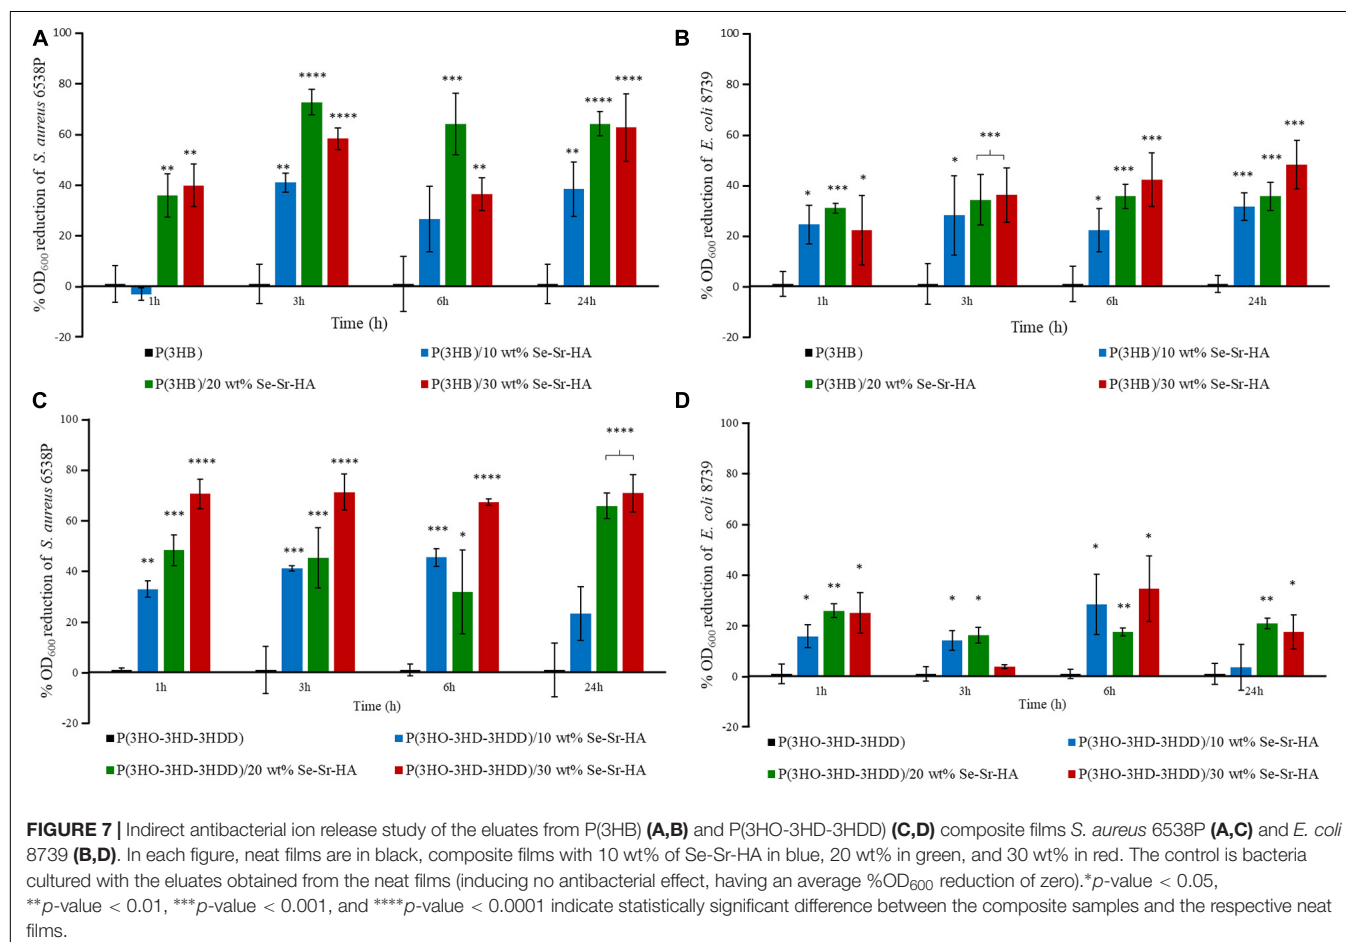 A
% OD600 reduction of S. aureus 6538P
100
80
60
40
20
0
-20
** ** ** **** **** *** ** ** **** ****
1h 3h 6h 24h
Time (h)
P(3HB) P(3HB)/10 wt% Se-Sr-HA
P(3HB)/20 wt% Se-Sr-HA P(3HB)/30 wt% Se-Sr-HA
B
% OD600 reduction of E. coli 8739
100
80
60
40
20
0
-20
* *** * * *** * *** *** *** *** ***
1h 3h 6h 24h
Time (h)
P(3HB) P(3HB)/10 wt% Se-Sr-HA
P(3HB)/20 wt% Se-Sr-HA P(3HB)/30 wt% Se-Sr-HA
C
% OD600 reduction of S. aureus 6538P
100
80
60
40
20
0
-20
** *** **** *** *** **** *** * **** ****
1h 3h 6h 24h
Time (h)
P(3HO-3HD-3HDD) P(3HO-3HD-3HDD)/10 wt% Se-Sr-HA
P(3HO-3HD-3HDD)/20 wt% Se-Sr-HA P(3HO-3HD-3HDD)/30 wt% Se-Sr-HA
D
% OD600 reduction of E. coli 8739
100
80
60
40
20
0
-20
* ** * * * * ** * ** *
1h 3h 6h 24h
Time (h)
P(3HO-3HD-3HDD) P(3HO-3HD-3HDD)/10 wt% Se-Sr-HA
P(3HO-3HD-3HDD)/20 wt% Se-Sr-HA P(3HO-3HD-3HDD)/30 wt% Se-Sr-HA
FIGURE 7 | Indirect antibacterial ion release study of the eluates from P(3HB) (A,B) and P(3HO-3HD-3HDD) (C,D) composite films S. aureus 6538P (A,C) and E. coli
8739 (B,D). In each figure, neat films are in black, composite films with 10 wt% of Se-Sr-HA in blue, 20 wt% in green, and 30 wt% in red. The control is bacteria
cultured with the eluates obtained from the neat films (inducing no antibacterial effect, having an average %OD600 reduction of zero).*p-value < 0.05,
**p-value < 0.01, ***p-value < 0.001, and ****p-value < 0.0001 indicate statistically significant difference between the composite samples and the respective neat
films.